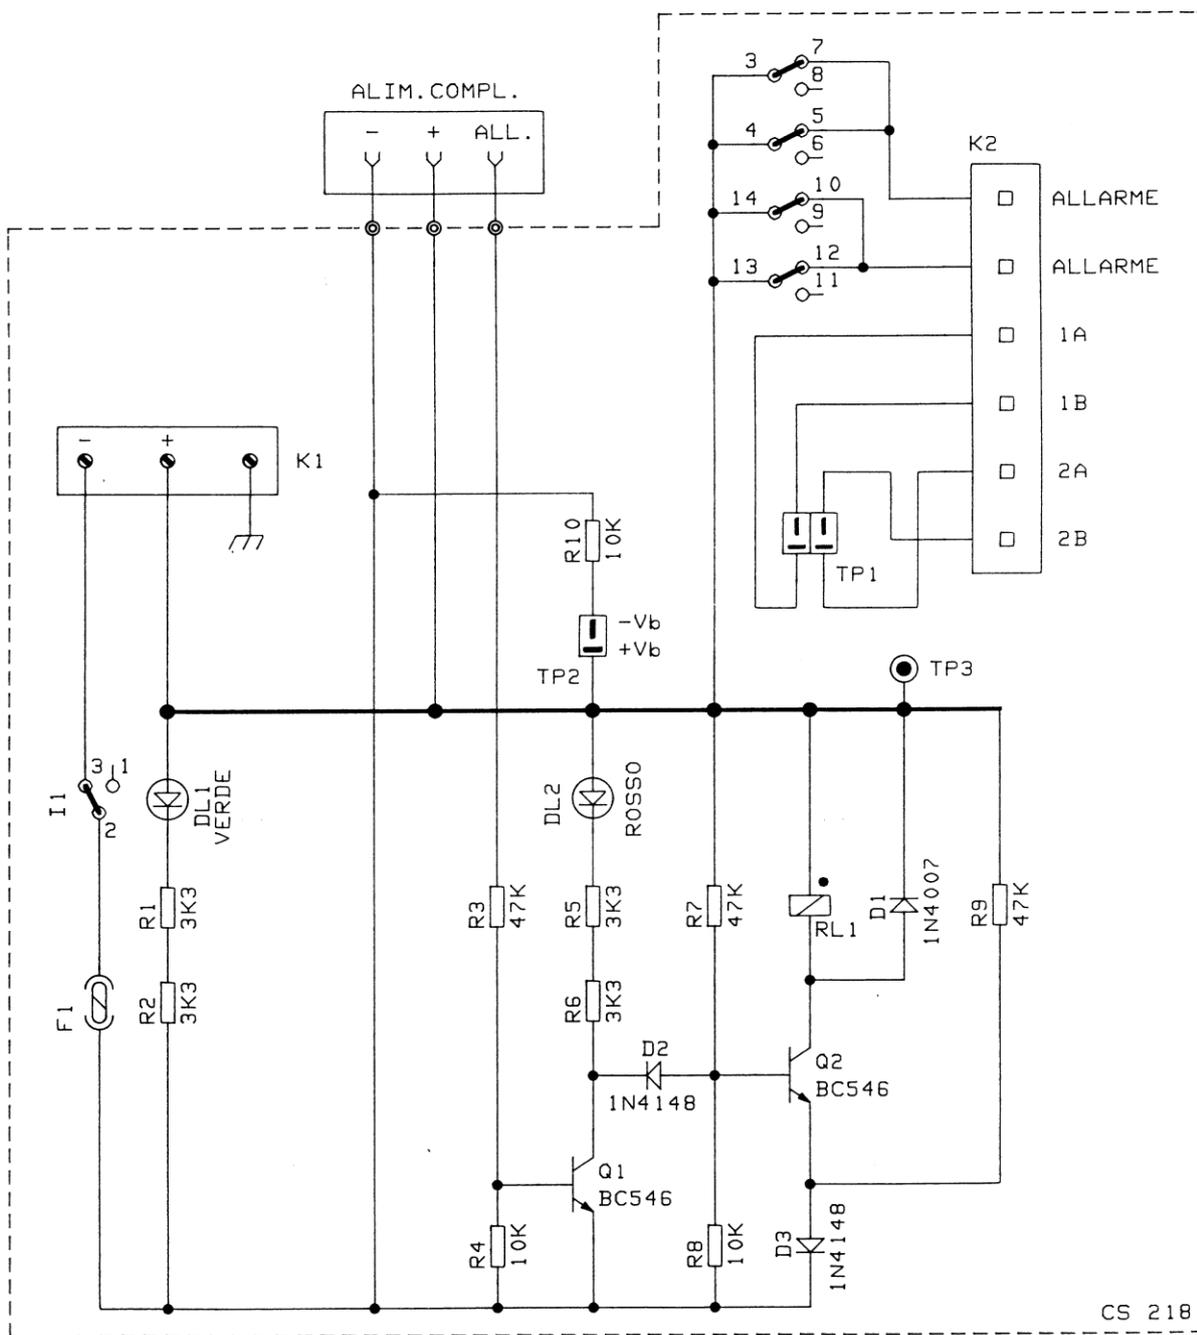 ALIM.COMPL.
- + ALL.
3 7
8
4 5
6
14 10
9
13 12
11
K2
ALLARME
ALLARME
1A
1B
2A
2B
TP1
- +
K1
R10
10K
-Vb
+Vb
TP2
TP3
I1
3 1
2
DL1
VERDE
DL2
ROSSO
R1
3K3
R3
47K
R5
3K3
R7
47K
RL1
D1
1N4007
R9
47K
F1
R2
3K3
R6
3K3
D2
1N4148
Q2
BC546
Q1
BC546
R4
10K
R8
10K
D3
1N4148
CS 218